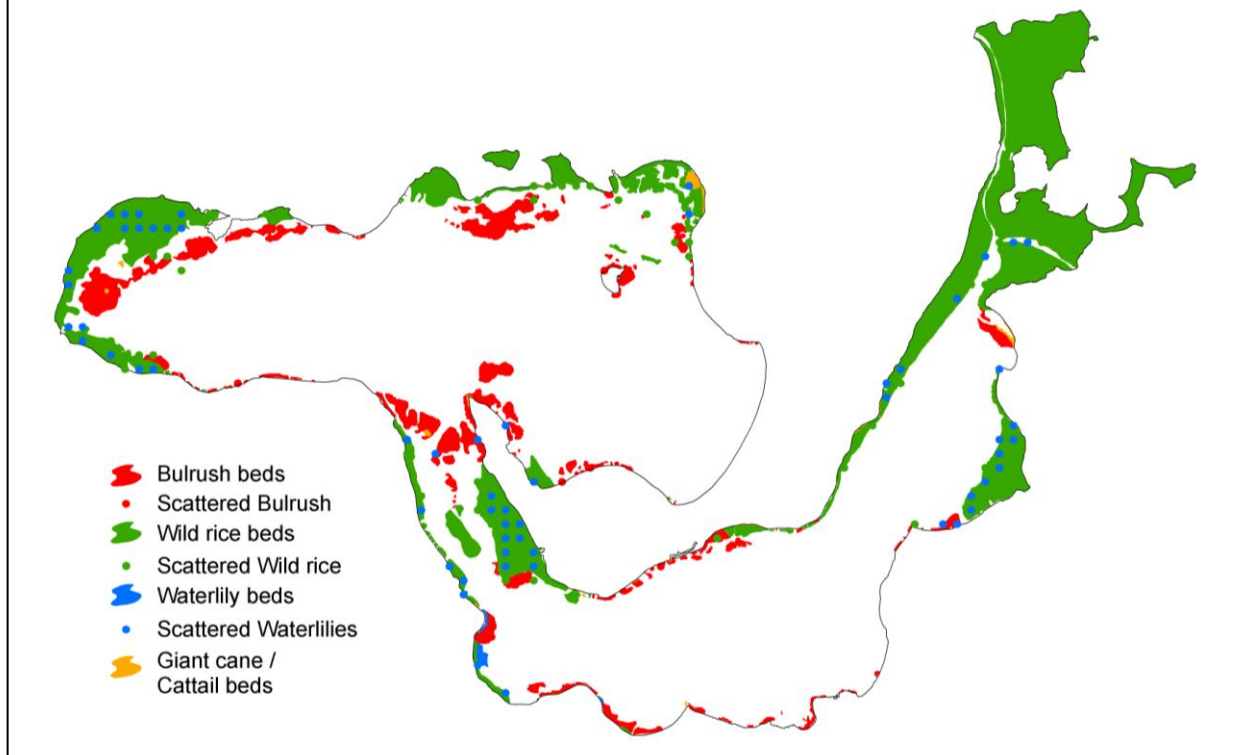 Bulrush beds
Scattered Bulrush
Wild rice beds
Scattered Wild rice
Waterlily beds
Scattered Waterlilies
Giant cane /
Cattail beds